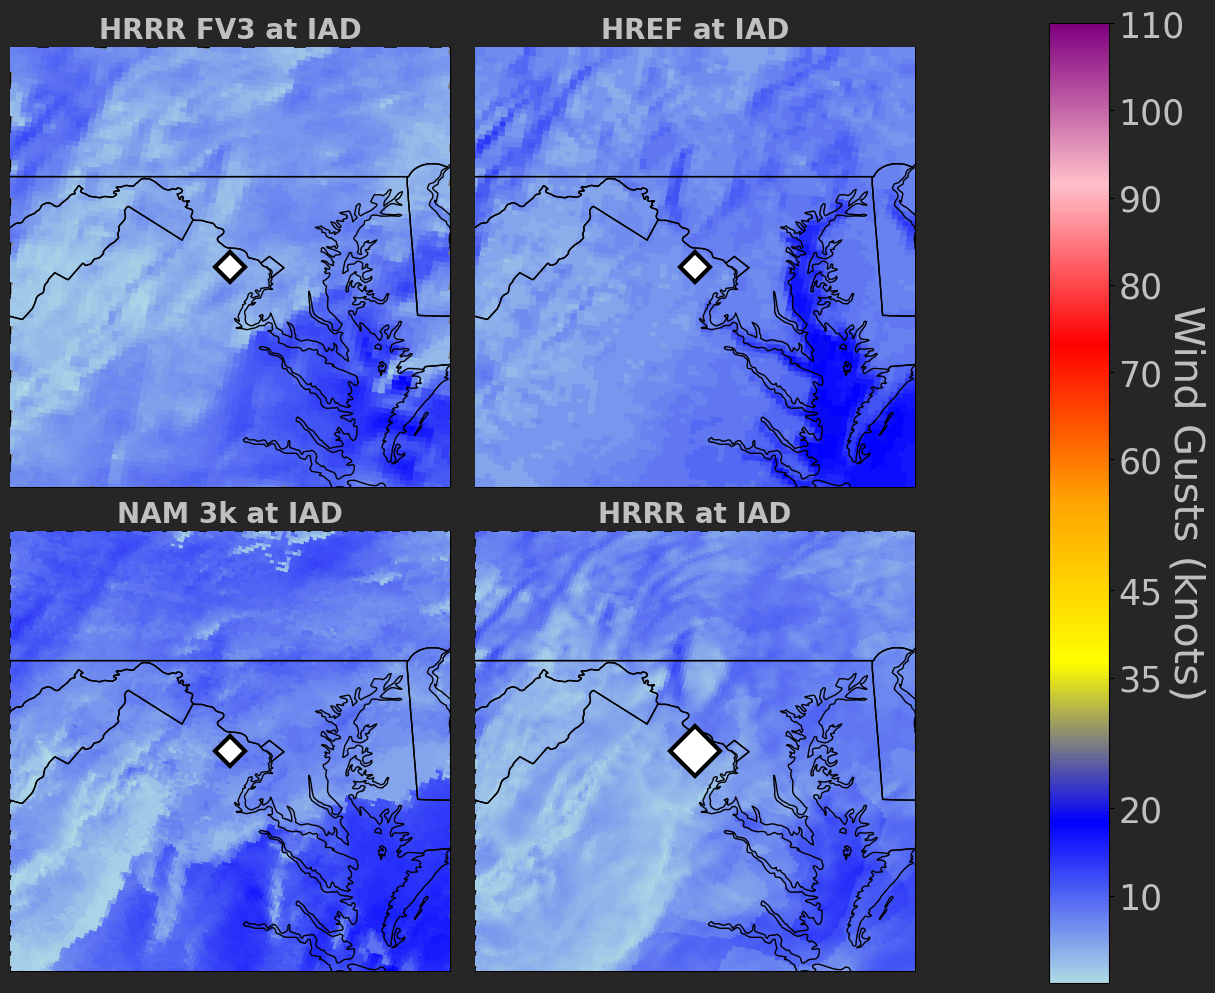 HRRR FV3 at IAD
HREF at IAD
NAM 3k at IAD
HRRR at IAD
110
100
90
80
70
60
45
35
20
10
Wind Gusts (knots)